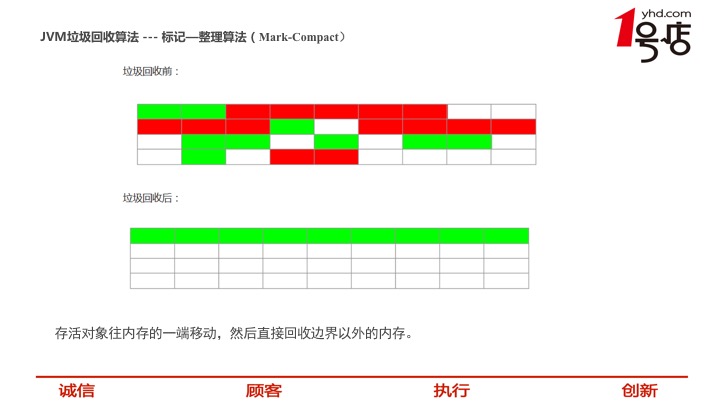 yhd.com
1号店
JVM垃圾回收算法 --- 标记—整理算法（Mark-Compact）
垃圾回收前：
垃圾回收后：
存活对象往内存的一端移动，然后直接回收边界以外的内存。
诚信 顾客 执行 创新